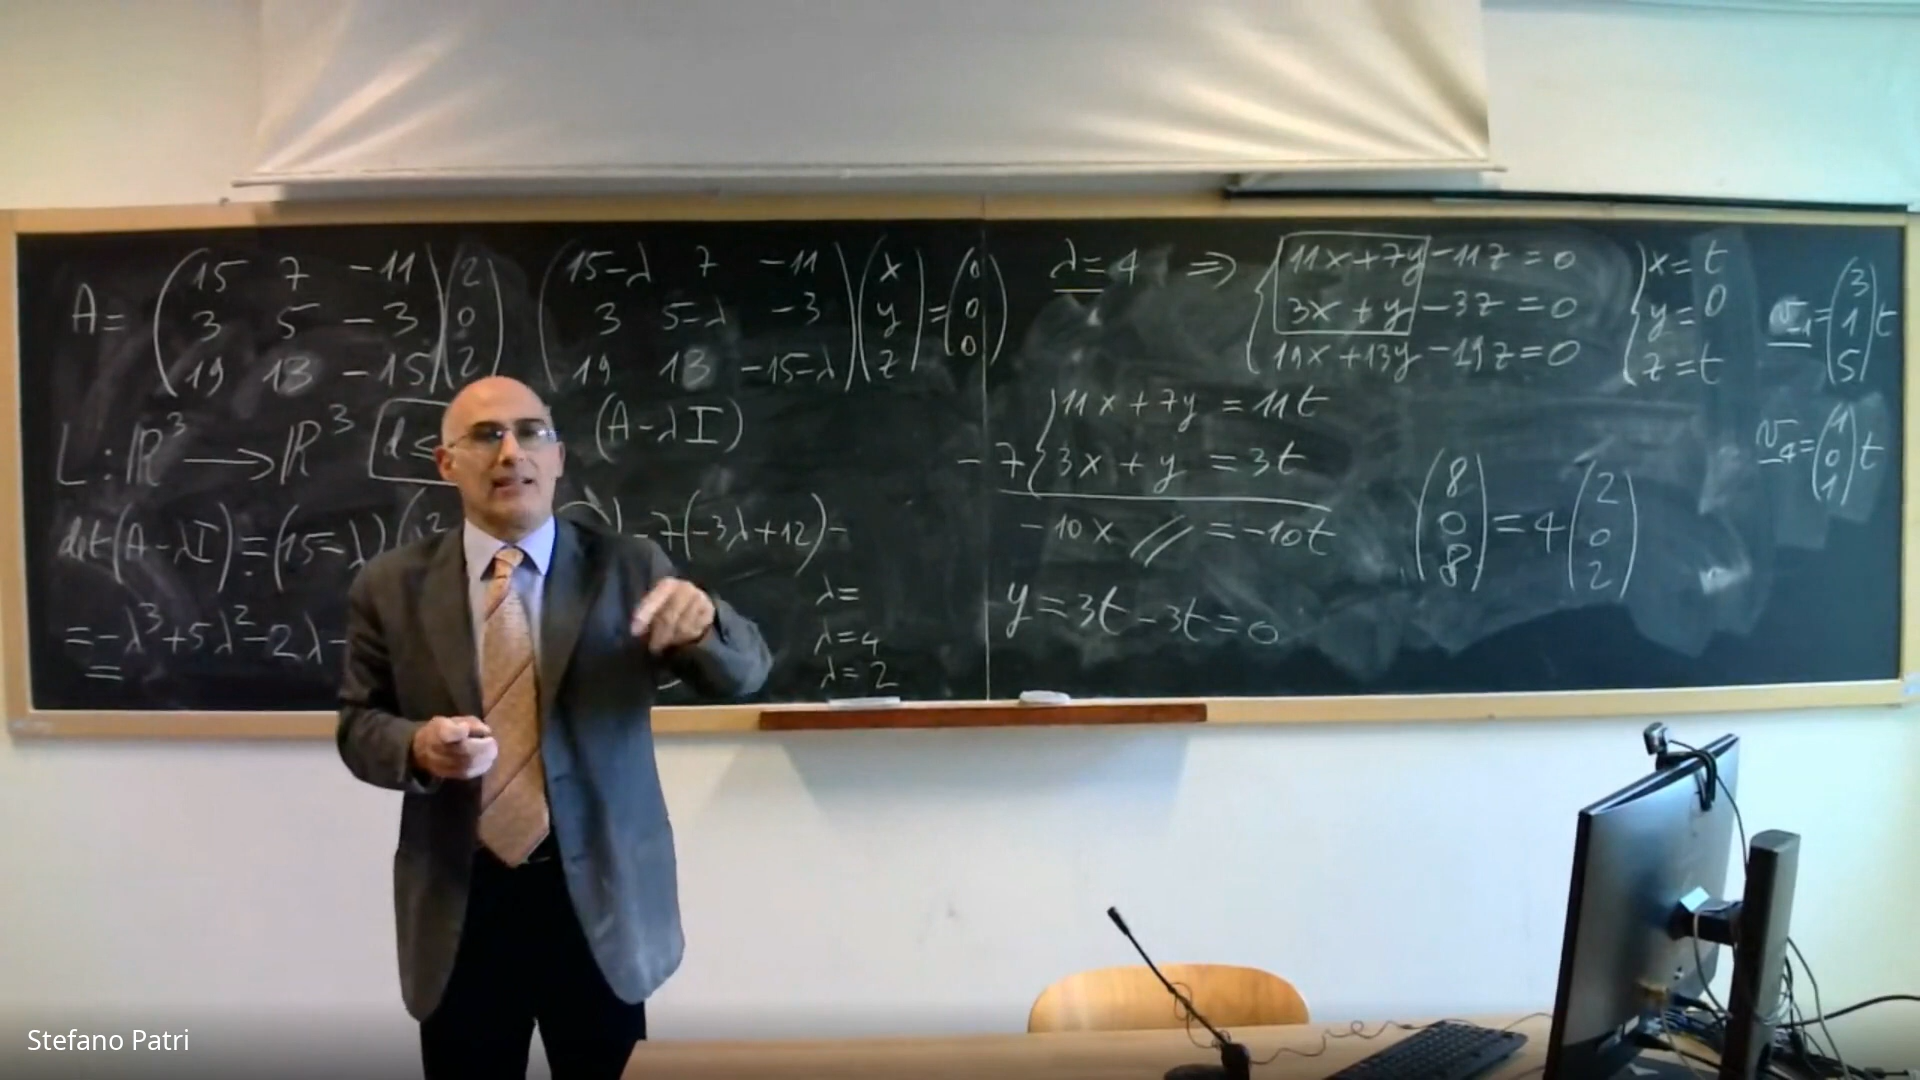 A = (15 7 -11) (2)
(3 5 -3) (0)
(19 13 -15) (2)
(15-λ 7 -11) (x) = (0)
(3 5-λ -3) (y) (0)
(19 13 -15-λ) (z) (0)
L: ℝ³ → ℝ³
(A-λI)
det(A-λI) = (15-λ)(λ²
-7(-3λ+12)-
= -λ³+5λ²-2λ-
λ=
λ=4
λ=2
λ=4 ⇒ { 11x+7y-11z=0
3x+y-3z=0
19x+13y-19z=0
{ x=t
y=0
z=t
11x+7y=11t
-7 { 3x+y=3t
-10x // =-10t
y=3t-3t=0
(8) = 4 (2)
(0) (0)
(8) (2)
v₋₁ = (3) t
(1)
(5)
v₄ = (1) t
(0)
(1)
Stefano Patri